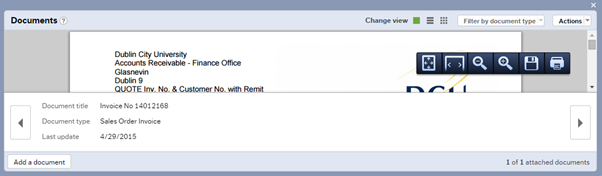 Documents ? Change view Filter by document type Actions
Dublin City University
Accounts Receivable - Finance Office
Glasnevin
Dublin 9
QUOTE Inv. No. & Customer No. with Remit
DCU
Document title Invoice No 14012168
Document type Sales Order Invoice
Last update 4/29/2015
Add a document 1 of 1 attached documents